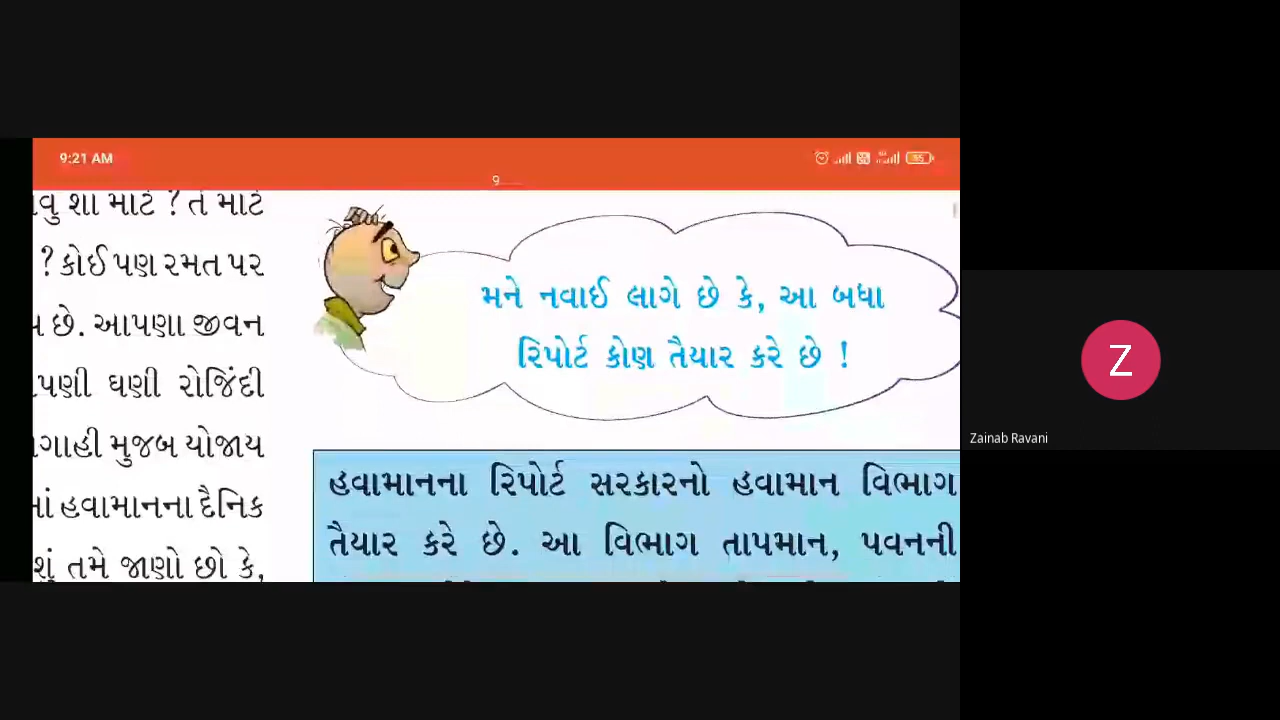 9:21 AM
9
શા માટે ? તે માટે
? કોઈ પણ રમત પર
છે. આપણા જીવન
ઘણી રોજિંદી
મુજબ યોજાય
હવામાનના દૈનિક
શું તમે જાણો છો કે,
મને નવાઈ લાગે છે કે, આ બધા
રિપોર્ટ કોણ તૈયાર કરે છે !
હવામાનના રિપોર્ટ સરકારનો હવામાન વિભાગ
તૈયાર કરે છે. આ વિભાગ તાપમાન, પવનની
Z
Zainab Ravani